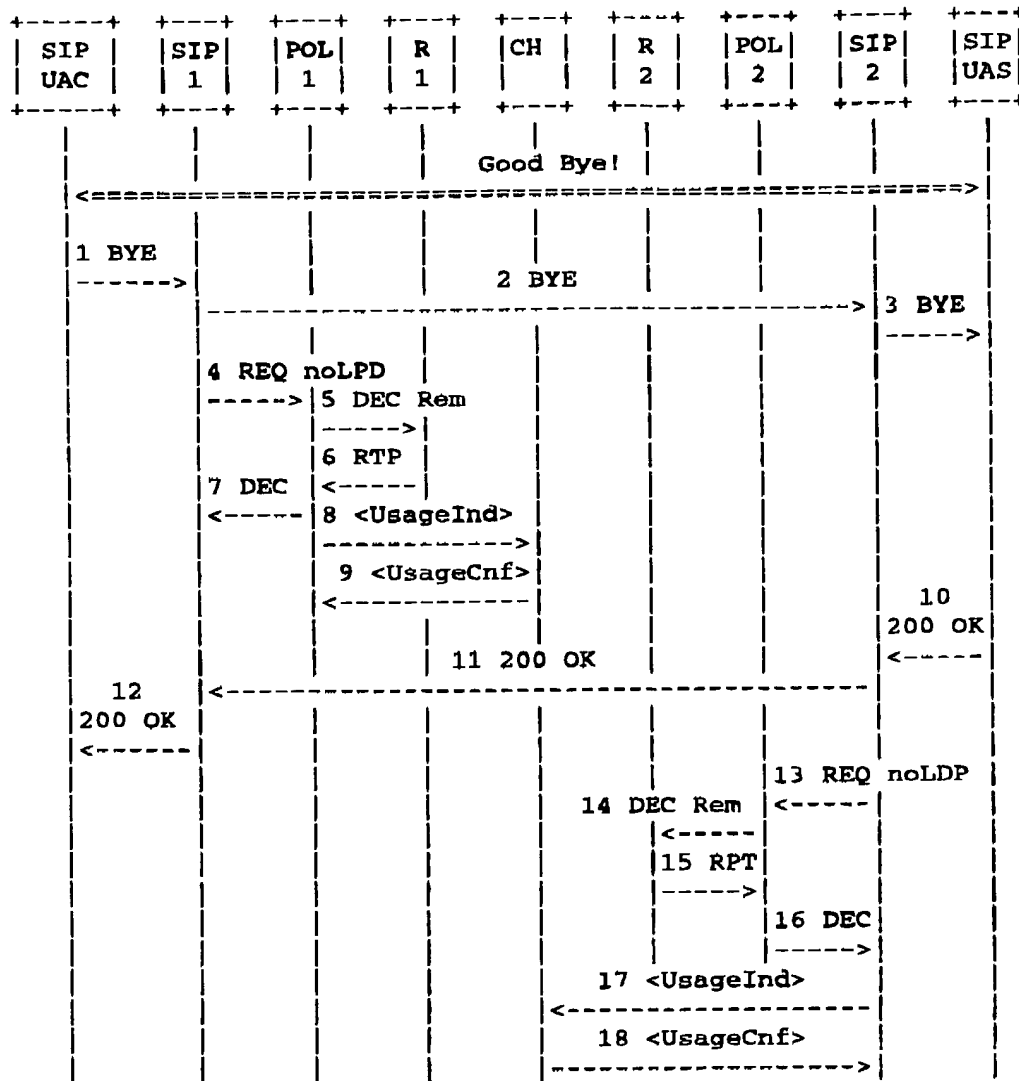 SIP SIP POL R CH R POL SIP SIP
UAC 1 1 1 2 2 2 UAS
Good Bye!
1 BYE
2 BYE
3 BYE
4 REQ noLPD
5 DEC Rem
6 RTP
7 DEC
8 <UsageInd>
9 <UsageCnf>
10
200 OK
11 200 OK
12
200 OK
13 REQ noLDP
14 DEC Rem
15 RPT
16 DEC
17 <UsageInd>
18 <UsageCnf>